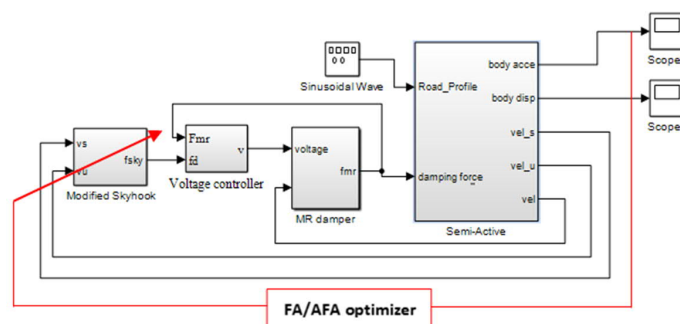 Scope
body acce
Sinusoidal Wave
Road_Profile
body disp
Scope
vs
vu
fsky
Modified Skyhook
Fmr
fd
v
Voltage controller
voltage
fmr
MR damper
vel_s
vel_u
damping force
vel
Semi-Active
FA/AFA optimizer